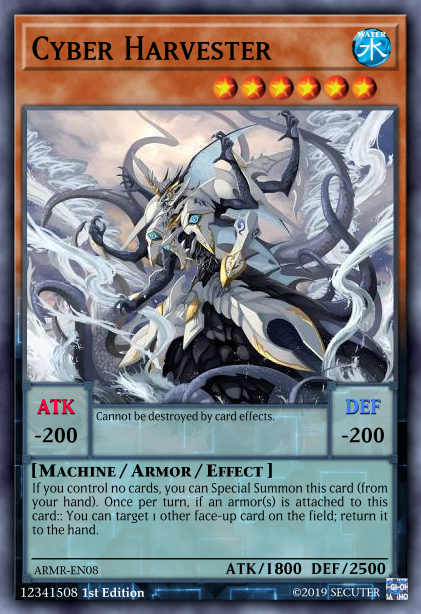 CYBER HARVESTER
WATER
水
ATK
-200
Cannot be destroyed by card effects.
DEF
-200
[MACHINE / ARMOR / EFFECT ]
If you control no cards, you can Special Summon this card (from
your hand). Once per turn, if an armor(s) is attached to this
card:: You can target 1 other face-up card on the field; return it
to the hand.
ARMR-EN08
ATK/1800 DEF/2500
12341508 1st Edition
©2019 SECUTER